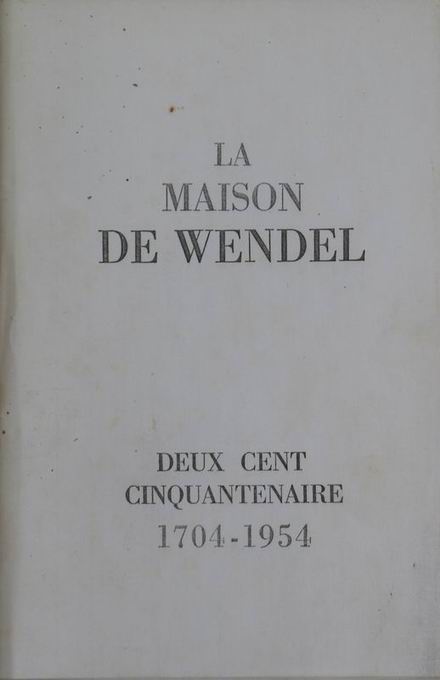 LA
MAISON
DE WENDEL
DEUX CENT
CINQUANTENAIRE
1704-1954